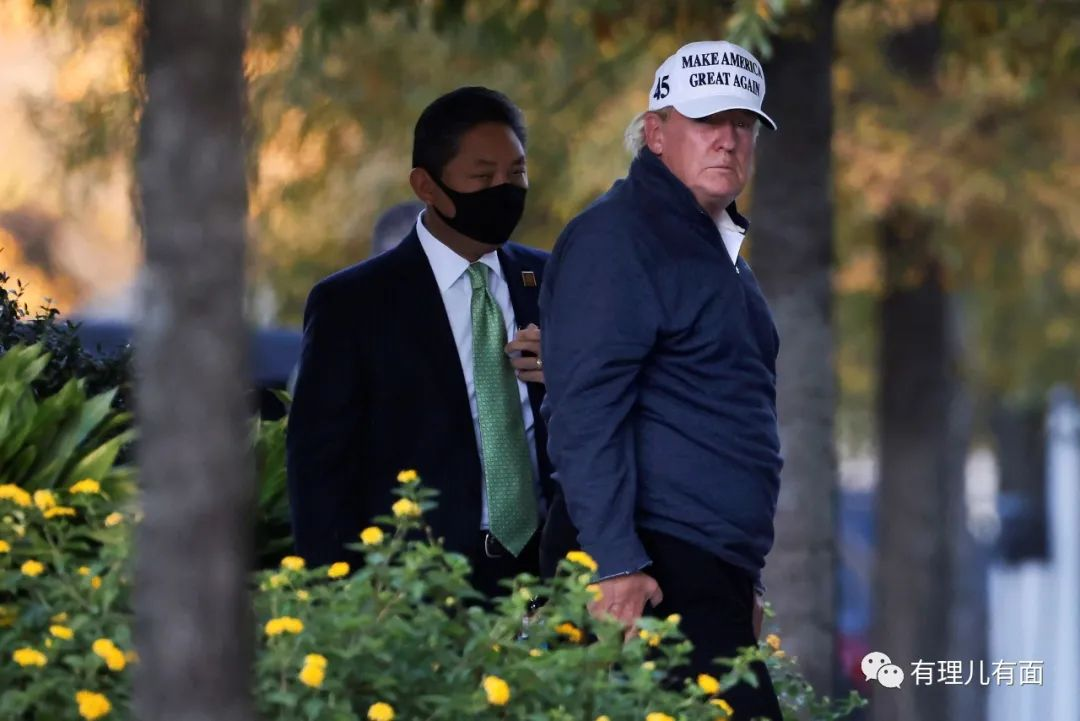 MAKE AMERICA
GREAT AGAIN
45
有理儿有面